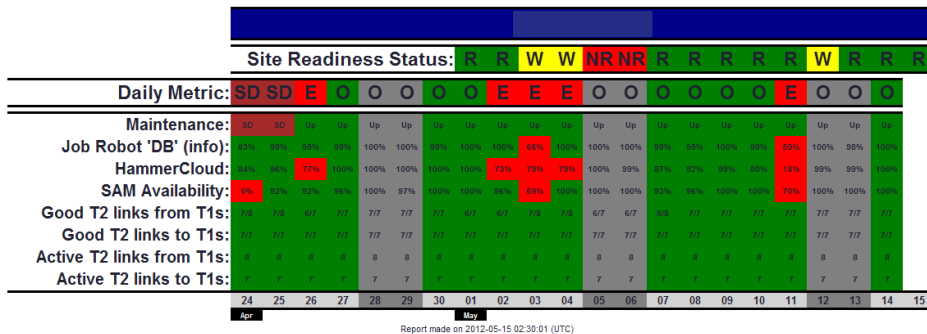 Site Readiness Status: R R W W NR NR R R R R R W R R R
Daily Metric: SD SD E O O O O O E E E O O O O O O E O O O
Maintenance: SD SD Up Up Up Up Up Up Up Up Up Up Up Up Up Up Up Up Up Up Up
Job Robot 'DB' (info): 93% 99% 95% 99% 100% 100% 99% 100% 100% 66% 100% 100% 100% 99% 95% 99% 100% 50% 100% 98% 100%
HammerCloud: 84% 96% 77% 99% 100% 100% 100% 100% 73% 79% 79% 100% 99% 87% 92% 99% 98% 18% 99% 99% 100%
SAM Availability: 0% 92% 92% 96% 100% 97% 100% 100% 96% 69% 100% 100% 100% 93% 96% 100% 100% 70% 100% 100% 100%
Good T2 links from T1s: 7/8 7/8 6/7 7/7 7/7 7/7 7/7 6/7 6/7 7/8 7/8 6/7 6/7 8/8 7/7 7/7 7/7 7/7 7/7 7/7 7/7
Good T2 links to T1s: 7/7 7/7 7/7 7/7 7/7 7/7 7/7 7/7 7/7 7/7 7/7 7/7 7/7 7/7 7/7 7/7 7/7 7/7 7/7 7/7 7/7
Active T2 links from T1s: 8 8 8 8 8 8 8 8 8 8 8 8 8 8 8 8 8 8 8 8 8
Active T2 links to T1s: 7 7 7 7 7 7 7 7 7 7 7 7 7 7 7 7 7 7 7 7 7
24 25 26 27 28 29 30 01 02 03 04 05 06 07 08 09 10 11 12 13 14 15
Apr May
Report made on 2012-05-15 02:30:01 (UTC)